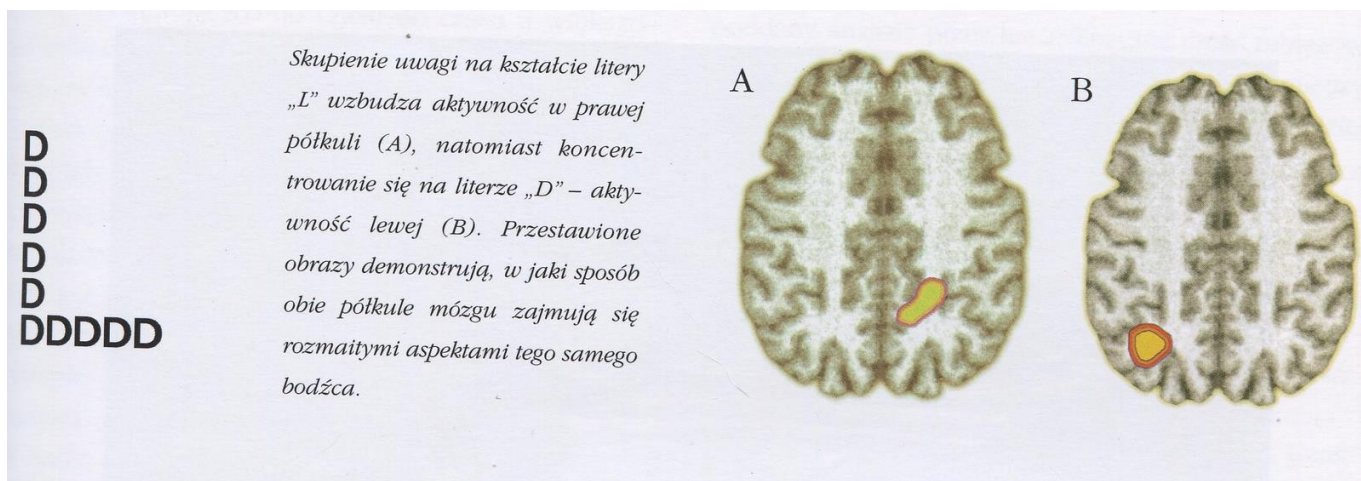 D
D
D
D
D
DDDDD
Skupienie uwagi na kształcie litery
„L” wzbudza aktywność w prawej
półkuli (A), natomiast koncen-
trowanie się na literze „D” – akty-
wność lewej (B). Przestawione
obrazy demonstrują, w jaki sposób
obie półkule mózgu zajmują się
rozmaitymi aspektami tego samego
bodźca.
A
B